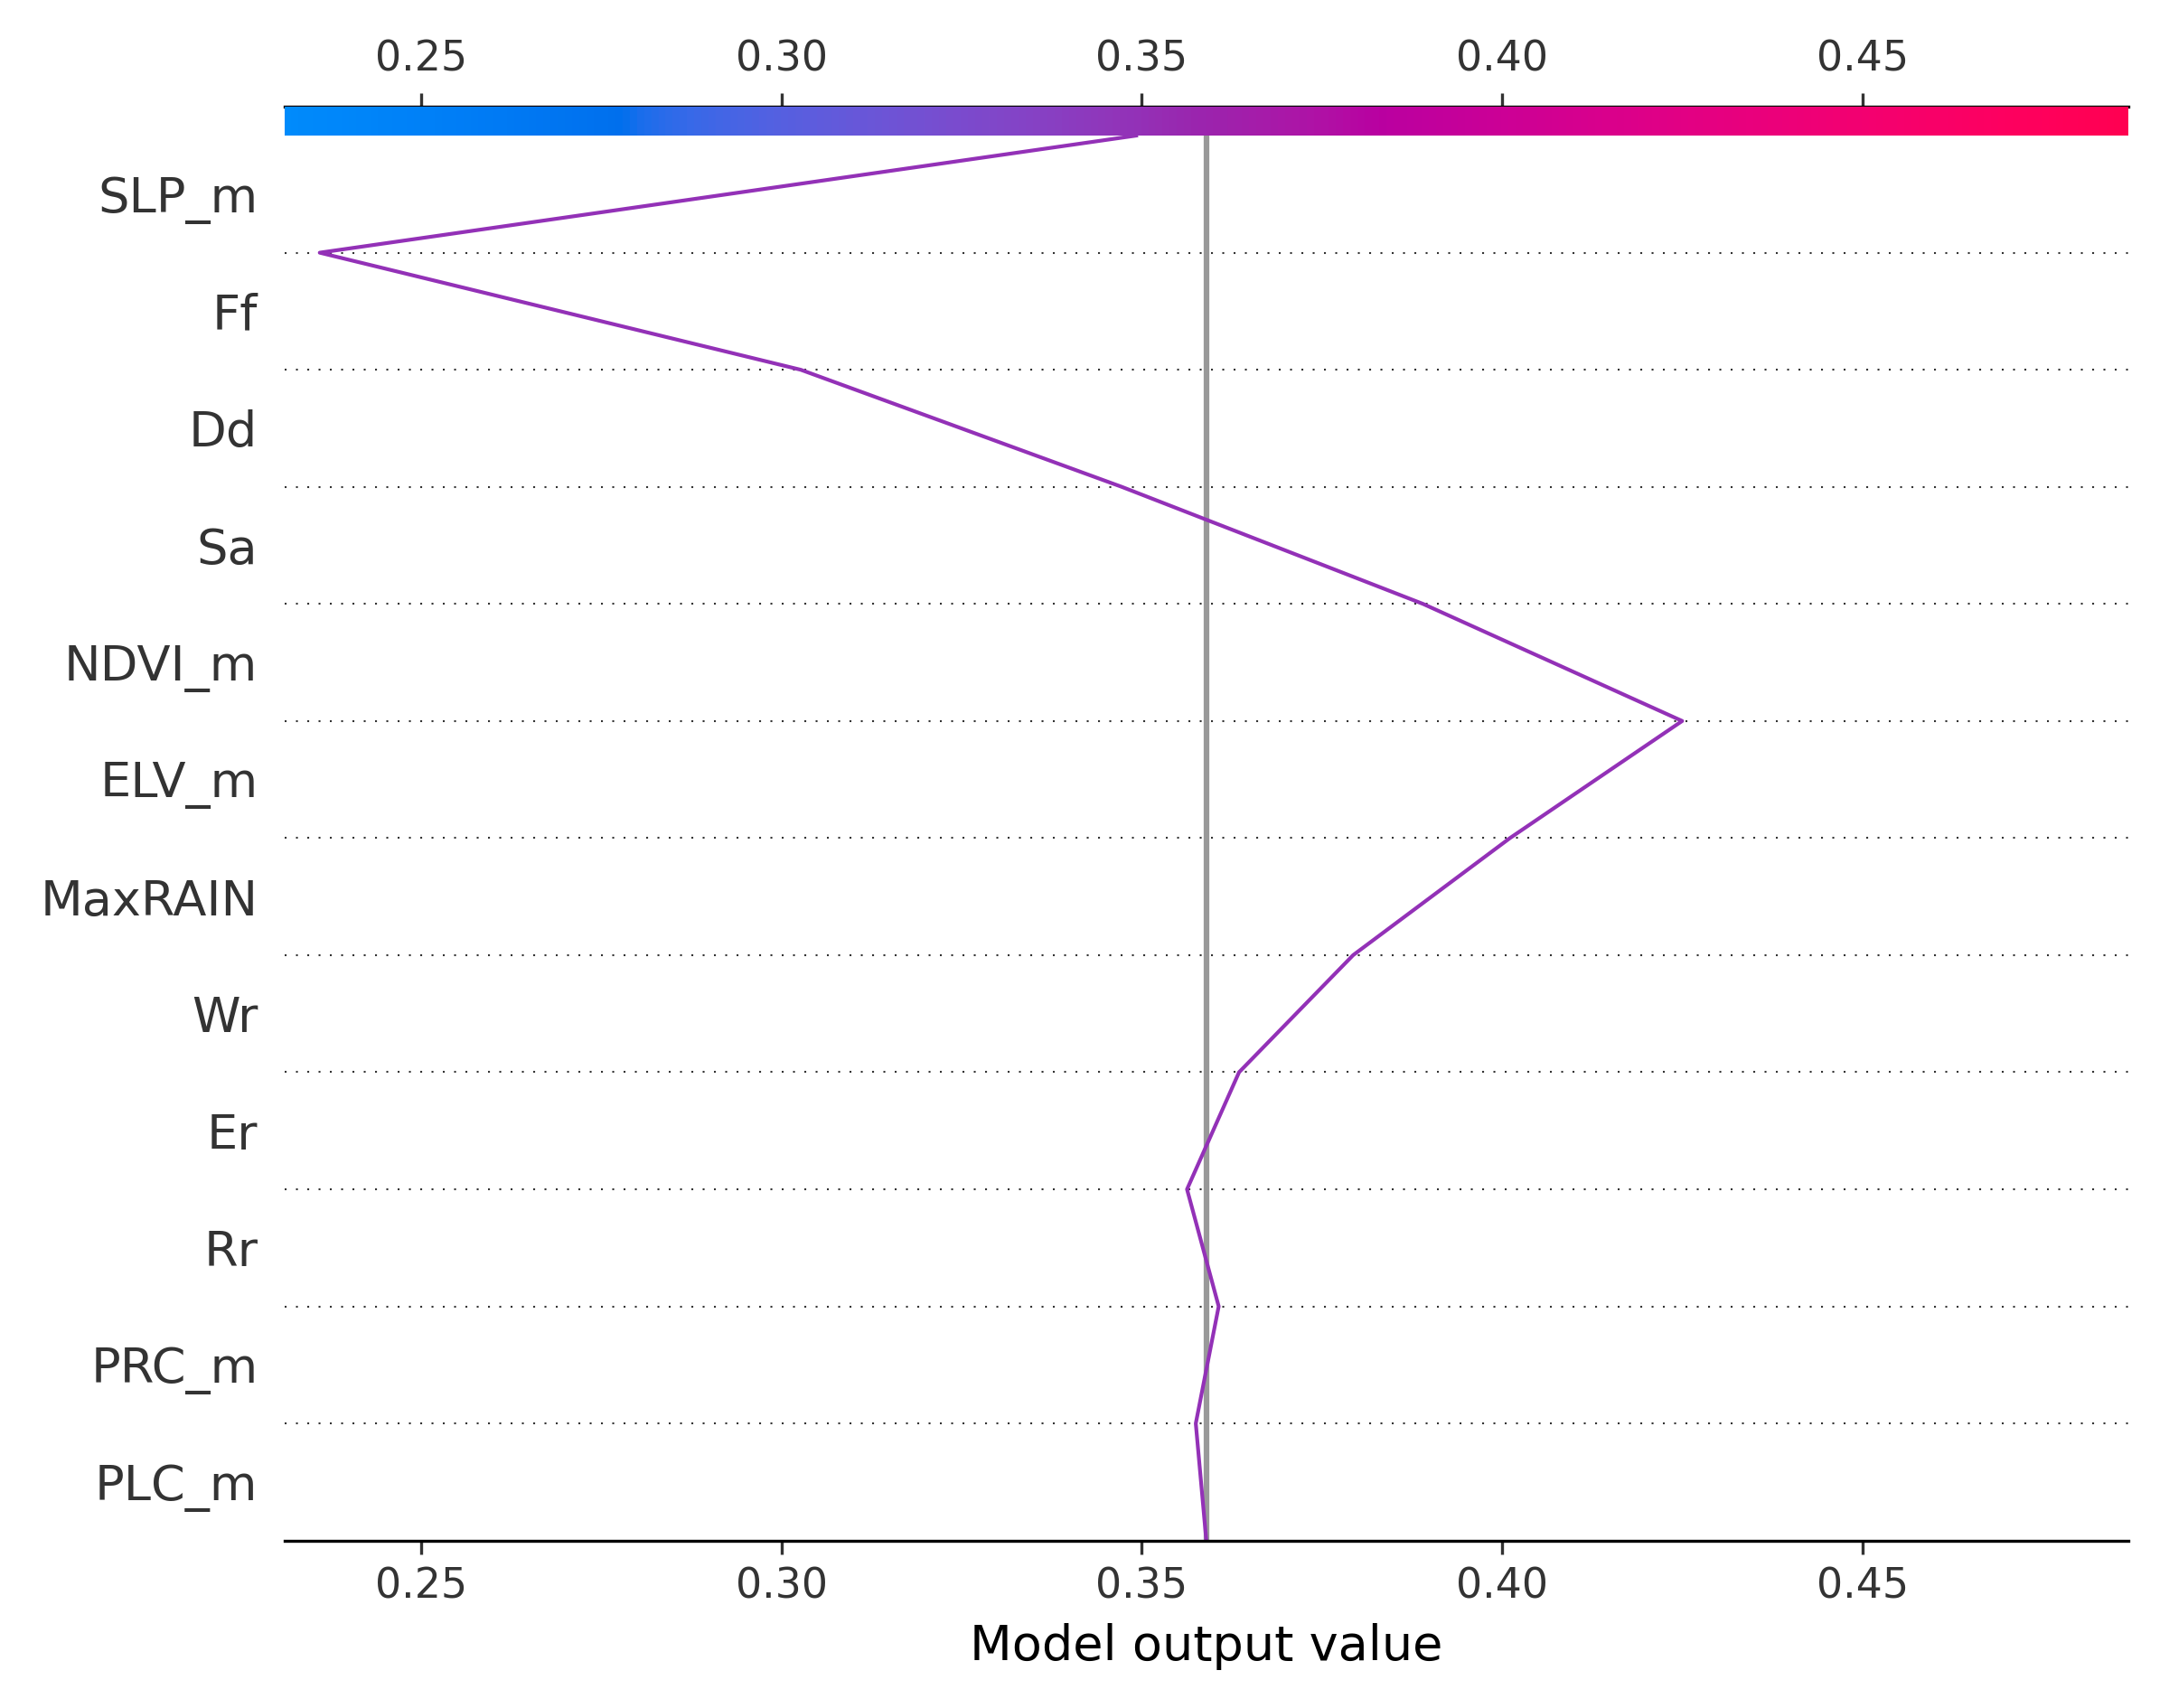 0.25 0.30 0.35 0.40 0.45
SLP_m
Ff
Dd
Sa
NDVI_m
ELV_m
MaxRAIN
Wr
Er
Rr
PRC_m
PLC_m
0.25 0.30 0.35 0.40 0.45
Model output value